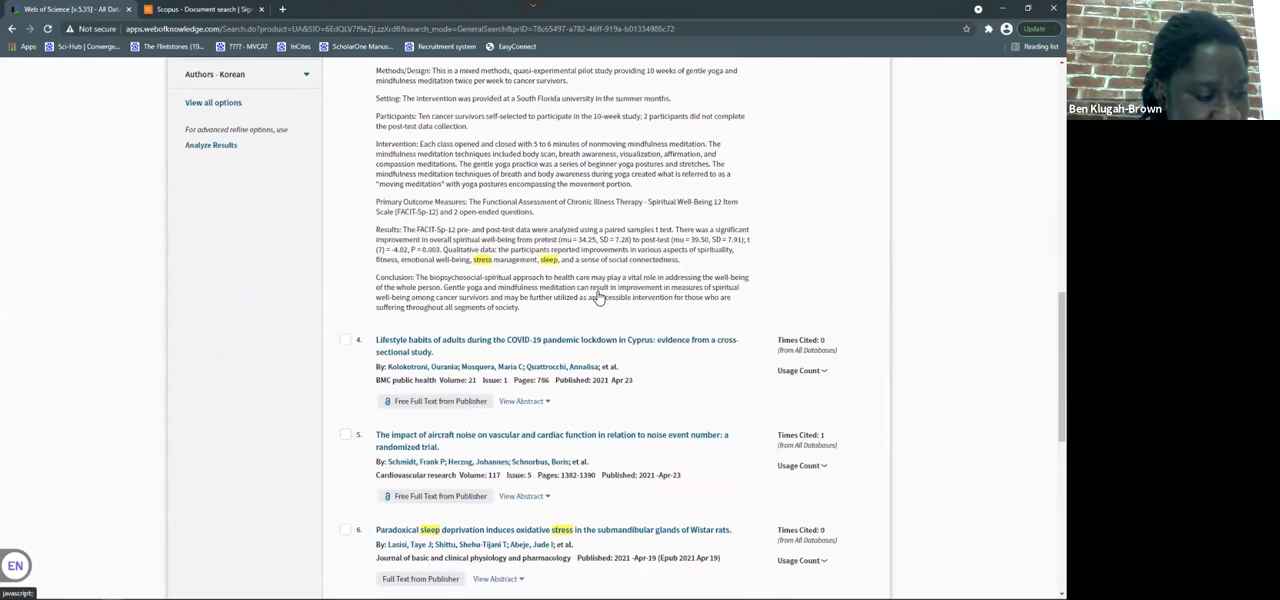 Web of Science [v.5.35] - All Dat
Scopus - Document search | Sign
Not secure
apps.webofknowledge.com/Search.do?product=UA&SID=
&search_mode=GeneralSearch&prID=78c65497-a782-46ff-919a-b01334986c72
Update
Apps
Sci-Hub | Converge...
The Flintstones (19...
???? - MVCAT
InCites
ScholarOne Manus...
Recruitment system
EasyConnect
Reading list
Ben Klugah-Brown
Authors - Korean
View all options
For advanced refine options, use
Analyze Results
Methods/Design: This is a mixed methods, quasi-experimental pilot study providing 10 weeks of gentle yoga and
mindfulness meditation twice per week to cancer survivors.
Setting: The intervention was provided at a South Florida university in the summer months.
Participants: Ten cancer survivors self-selected to participate in the 10-week study; 2 participants did not complete
the post-test data collection.
Intervention: Each class opened and closed with 5 to 6 minutes of nonmoving mindfulness meditation. The
mindfulness meditation techniques included body scan, breath awareness, visualization, affirmation, and
compassion meditations. The gentle yoga practice was a series of beginner yoga postures and stretches. The
mindfulness meditation techniques of breath and body awareness during yoga created what is referred to as a
"moving meditation" with yoga postures encompassing the movement portion.
Primary Outcome Measures: The Functional Assessment of Chronic Illness Therapy - Spiritual Well-Being 12 Item
Scale (FACIT-Sp-12) and 2 open-ended questions.
Results: The FACIT-Sp-12 pre- and post-test data were analyzed using a paired samples t test. There was a significant
improvement in overall spiritual well-being from pretest (mu = 34.25, SD = 7.28) to post-test (mu = 39.50, SD = 7.91); t
(7) = -4.02, P = 0.003. Qualitative data: the participants reported improvements in various aspects of spirituality,
fitness, emotional well-being, stress management, sleep, and a sense of social connectedness.
Conclusion: The biopsychosocial-spiritual approach to health care may play a vital role in addressing the well-being
of the whole person. Gentle yoga and mindfulness meditation can result in improvement in measures of spiritual
well-being among cancer survivors and may be further utilized as an accessible intervention for those who are
suffering throughout all segments of society.
4. Lifestyle habits of adults during the COVID-19 pandemic lockdown in Cyprus: evidence from a cross-
sectional study.
By: Kolokotroni, Ourania; Mosquera, Maria C; Quattrocchi, Annalisa; et al.
BMC public health Volume: 21 Issue: 1 Pages: 786 Published: 2021 Apr 23
Free Full Text from Publisher
View Abstract
Times Cited: 0
(from All Databases)
Usage Count
5. The impact of aircraft noise on vascular and cardiac function in relation to noise event number: a
randomized trial.
By: Schmidt, Frank P; Herzog, Johannes; Schnorbus, Boris; et al.
Cardiovascular research Volume: 117 Issue: 5 Pages: 1382-1390 Published: 2021 -Apr-23
Free Full Text from Publisher
View Abstract
Times Cited: 1
(from All Databases)
Usage Count
6. Paradoxical sleep deprivation induces oxidative stress in the submandibular glands of Wistar rats.
By: Lasisi, Taye J; Shittu, Shehu-Tijani T; Abeje, Jude I; et al.
Journal of basic and clinical physiology and pharmacology Published: 2021 -Apr-19 (Epub 2021 Apr 19)
Full Text from Publisher
View Abstract
Times Cited: 0
(from All Databases)
Usage Count
EN
javascript: